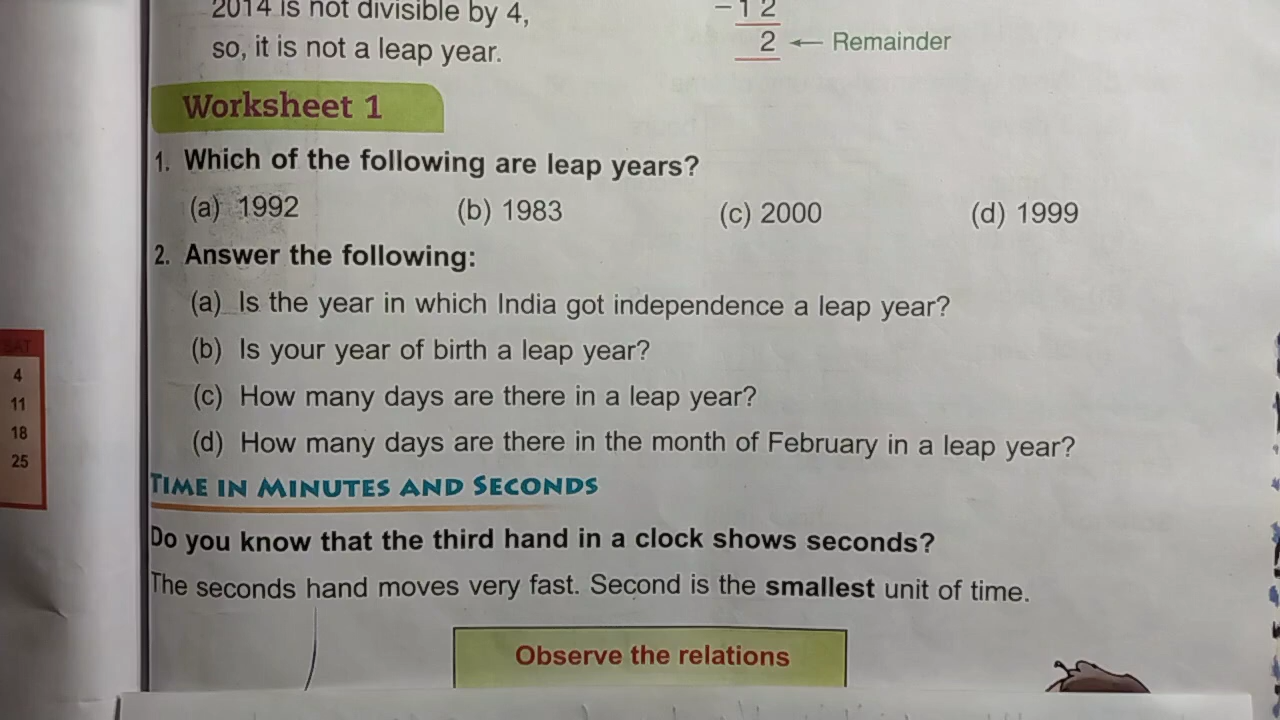 2014 is not divisible by 4,
so, it is not a leap year.
-12
2 ← Remainder
Worksheet 1
1. Which of the following are leap years?
(a) 1992 (b) 1983 (c) 2000 (d) 1999
2. Answer the following:
(a) Is the year in which India got independence a leap year?
(b) Is your year of birth a leap year?
(c) How many days are there in a leap year?
(d) How many days are there in the month of February in a leap year?
SAT
4
11
18
25
TIME IN MINUTES AND SECONDS
Do you know that the third hand in a clock shows seconds?
The seconds hand moves very fast. Second is the smallest unit of time.
Observe the relations